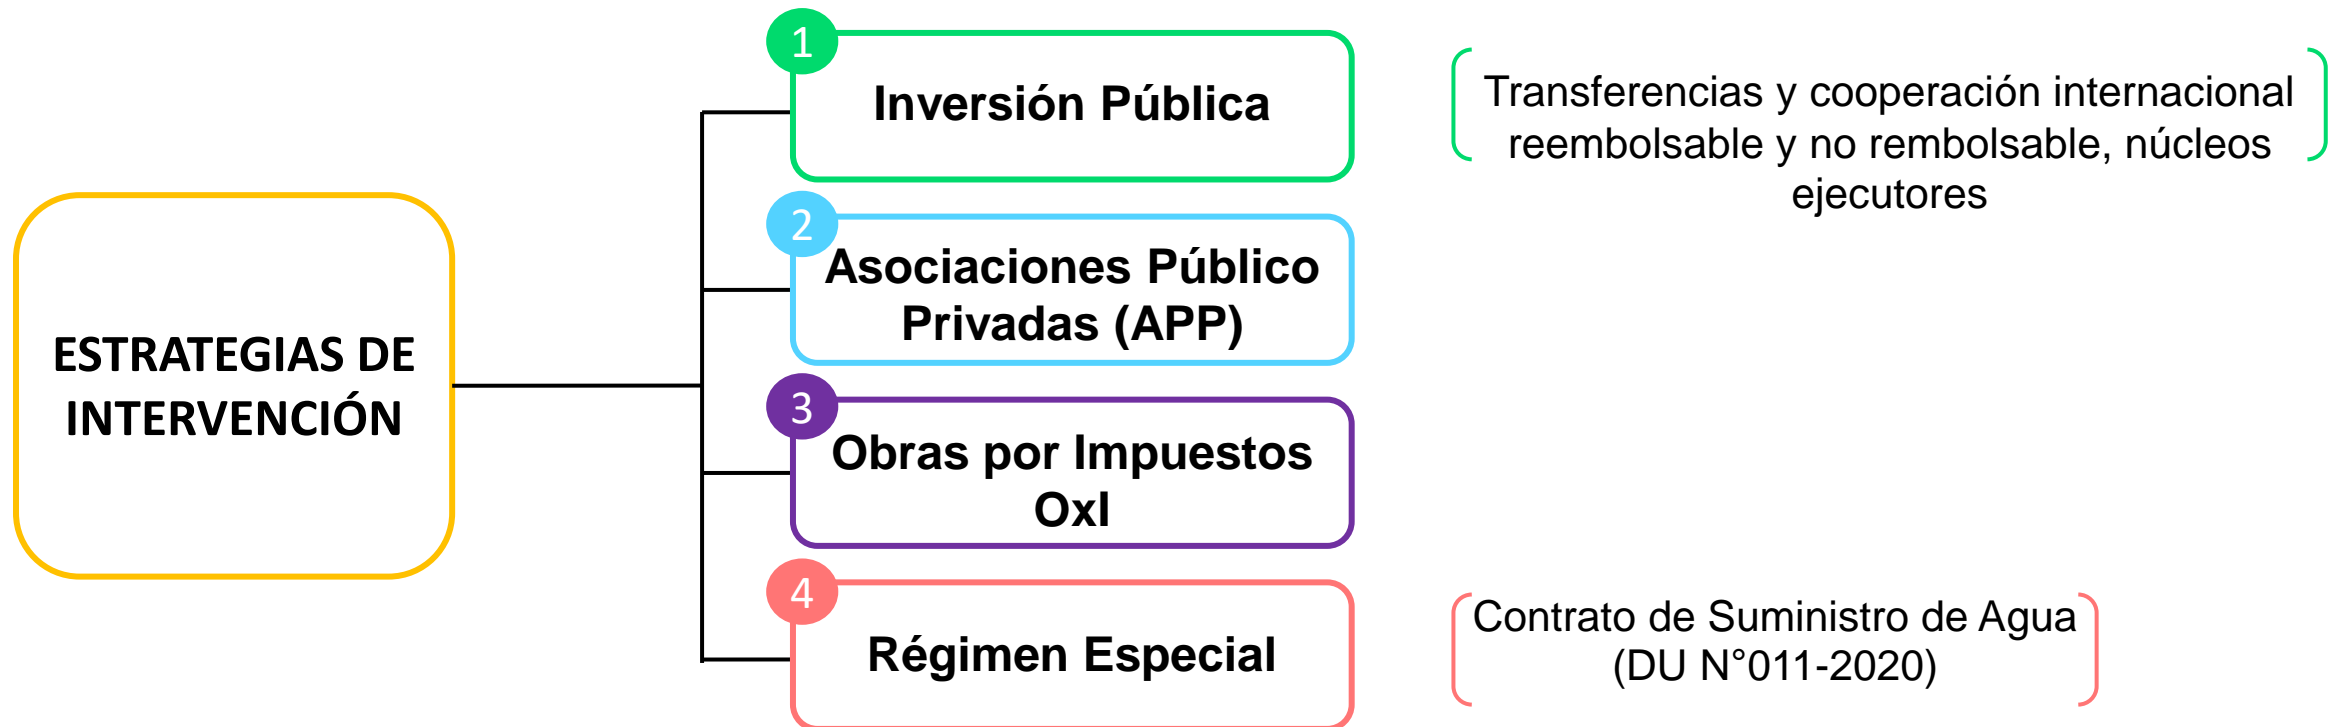 ESTRATEGIAS DE
INTERVENCIÓN
1
Inversión Pública
Transferencias y cooperación internacional
reembolsable y no rembolsable, núcleos
ejecutores
2
Asociaciones Público
Privadas (APP)
3
Obras por Impuestos
OxI
4
Régimen Especial
Contrato de Suministro de Agua
(DU N°011-2020)